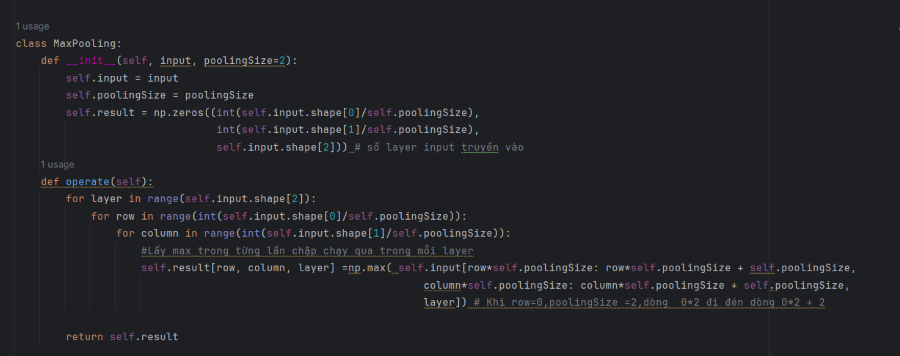 1 usage
class MaxPooling:
    def __init__(self, input, poolingSize=2):
        self.input = input
        self.poolingSize = poolingSize
        self.result = np.zeros((int(self.input.shape[0]/self.poolingSize),
                                int(self.input.shape[1]/self.poolingSize),
                                self.input.shape[2])) # số layer input truyền vào
    1 usage
    def operate(self):
        for layer in range(self.input.shape[2]):
            for row in range(int(self.input.shape[0]/self.poolingSize)):
                for column in range(int(self.input.shape[1]/self.poolingSize)):
                    #Lấy max trong từng lần chập chạy qua trong mỗi layer
                    self.result[row, column, layer] =np.max( self.input[row*self.poolingSize: row*self.poolingSize + self.poolingSize,
                                                             column*self.poolingSize: column*self.poolingSize + self.poolingSize,
                                                             layer]) # Khi row=0,poolingSize =2,dòng  0*2 đi đén dòng 0*2 + 2
        return self.result